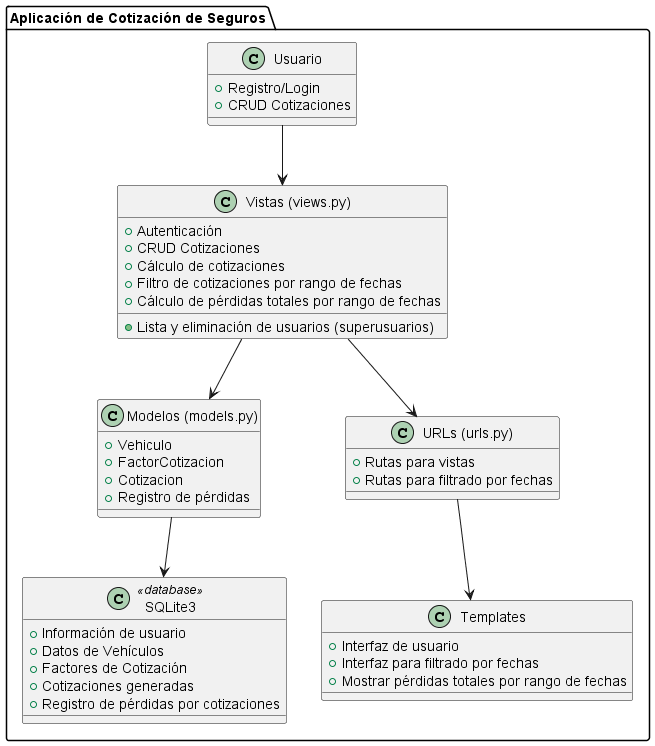 Aplicación de Cotización de Seguros
C Usuario
Registro/Login
CRUD Cotizaciones
C Vistas (views.py)
Autenticación
CRUD Cotizaciones
Cálculo de cotizaciones
Filtro de cotizaciones por rango de fechas
Cálculo de pérdidas totales por rango de fechas
Lista y eliminación de usuarios (superusuarios)
C Modelos (models.py)
Vehiculo
FactorCotizacion
Cotizacion
Registro de pérdidas
C URLs (urls.py)
Rutas para vistas
Rutas para filtrado por fechas
C «database»
SQLite3
Información de usuario
Datos de Vehículos
Factores de Cotización
Cotizaciones generadas
Registro de pérdidas por cotizaciones
C Templates
Interfaz de usuario
Interfaz para filtrado por fechas
Mostrar pérdidas totales por rango de fechas